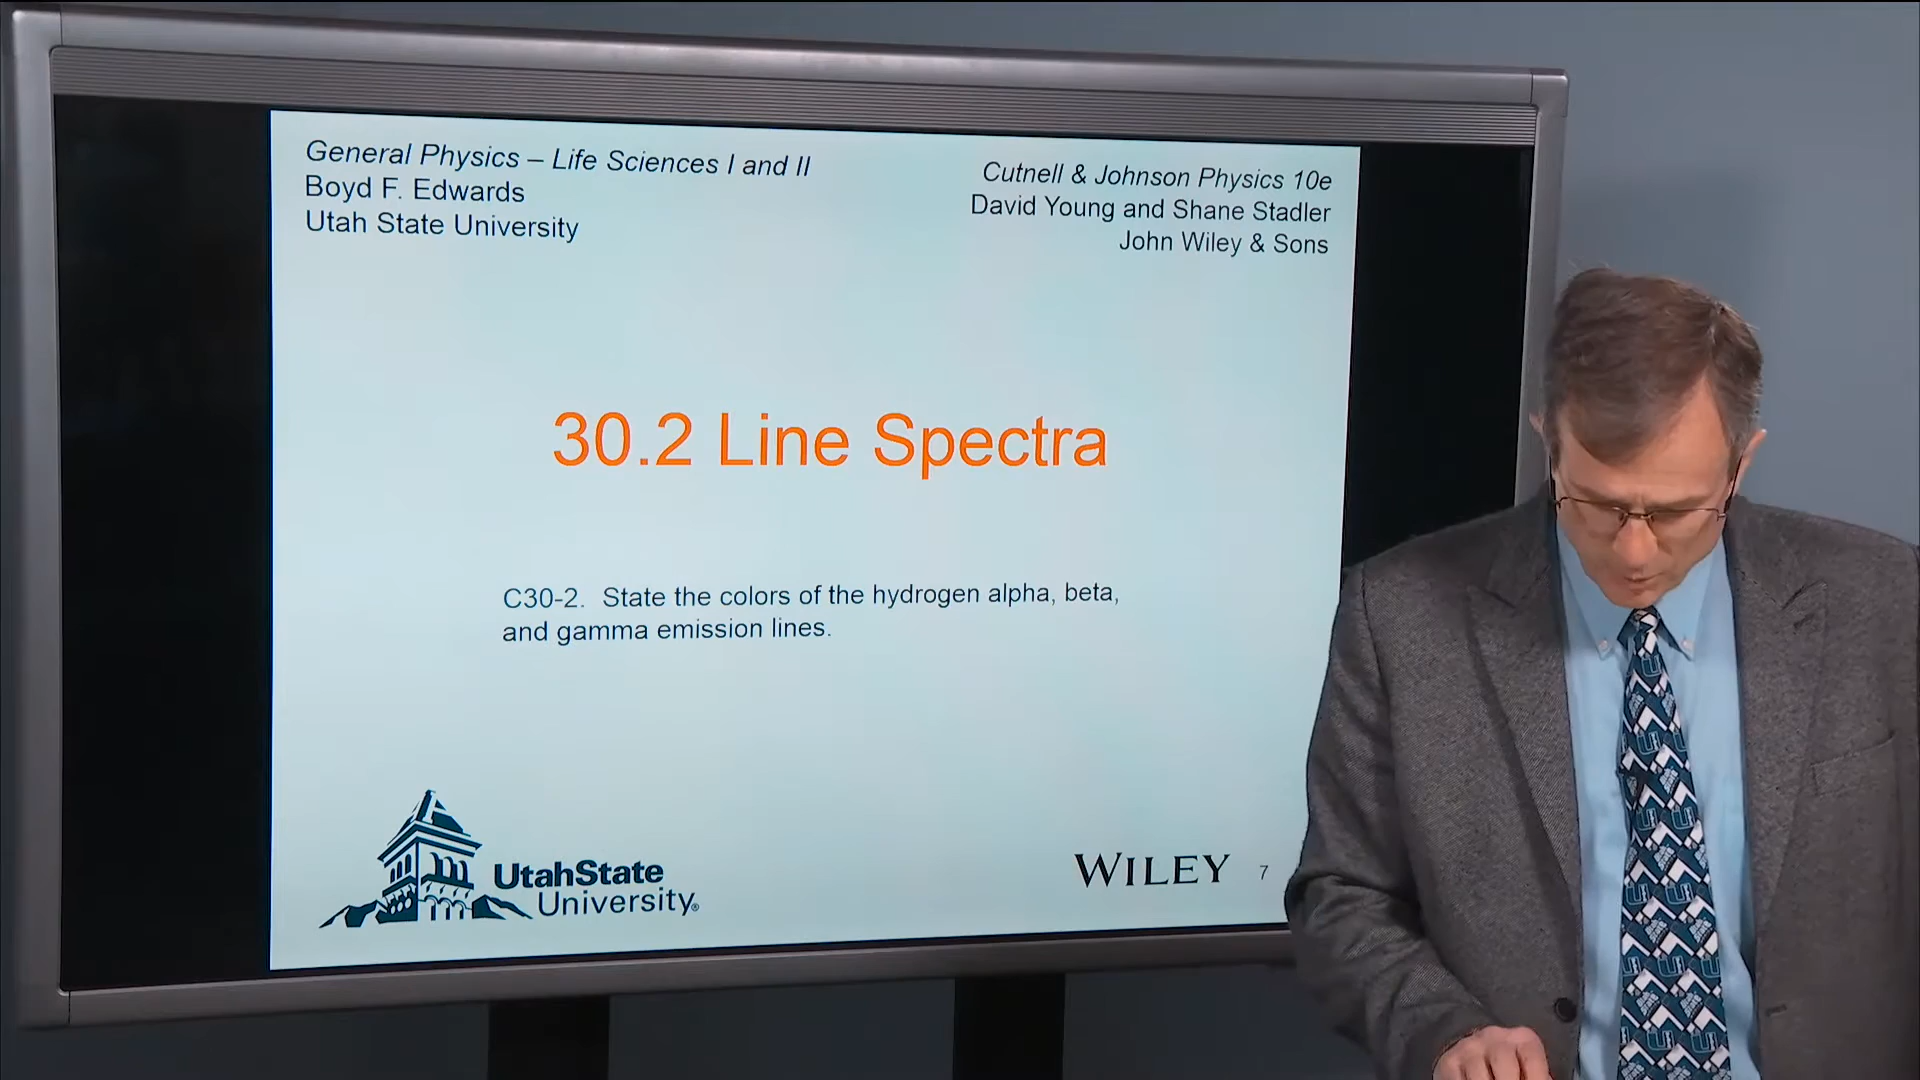 General Physics – Life Sciences I and II
Boyd F. Edwards
Utah State University
Cutnell & Johnson Physics 10e
David Young and Shane Stadler
John Wiley & Sons
30.2 Line Spectra
C30-2.  State the colors of the hydrogen alpha, beta,
and gamma emission lines.
UtahState
University®
WILEY
7